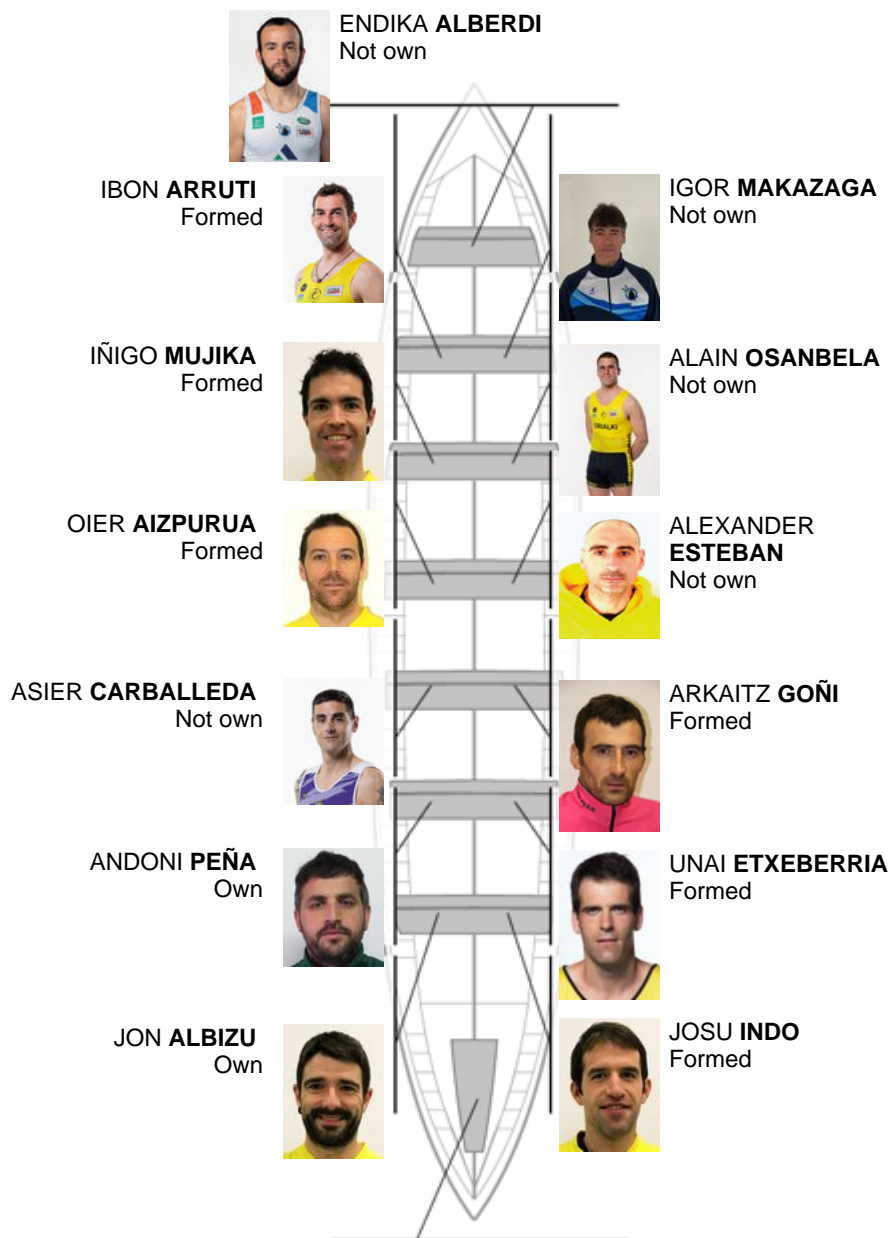 ENDIKA ALBERDI
Not own
IBON ARRUTI
Formed
IGOR MAKAZAGA
Not own
IÑIGO MUJIKA
Formed
ALAIN OSANBELA
Not own
OIER AIZPURUA
Formed
ALEXANDER
ESTEBAN
Not own
ASIER CARBALLEDA
Not own
ARKAITZ GOÑI
Formed
ANDONI PEÑA
Own
UNAI ETXEBERRIA
Formed
JON ALBIZU
Own
JOSU INDO
Formed